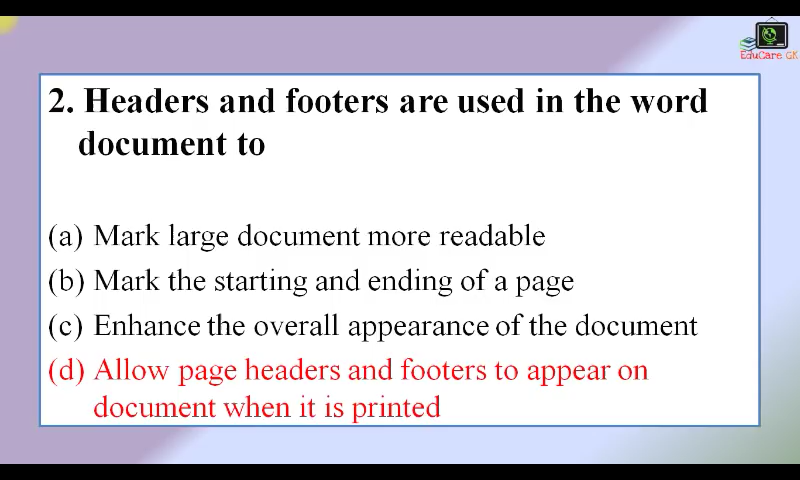 EduCare GK
2. Headers and footers are used in the word
document to
(a) Mark large document more readable
(b) Mark the starting and ending of a page
(c) Enhance the overall appearance of the document
(d) Allow page headers and footers to appear on
document when it is printed